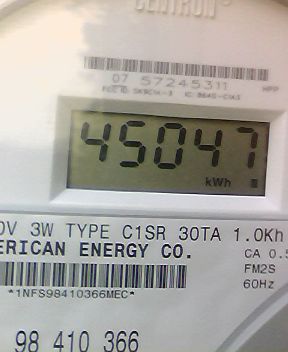 CENTRON®
07 57245311 MPP
45047
kWh
0V 3W TYPE C1SR 30TA 1.0Kh
ERICAN ENERGY CO.
CA 0.5
FM2S
60Hz
*1NFS98410366MEC*
98 410 366